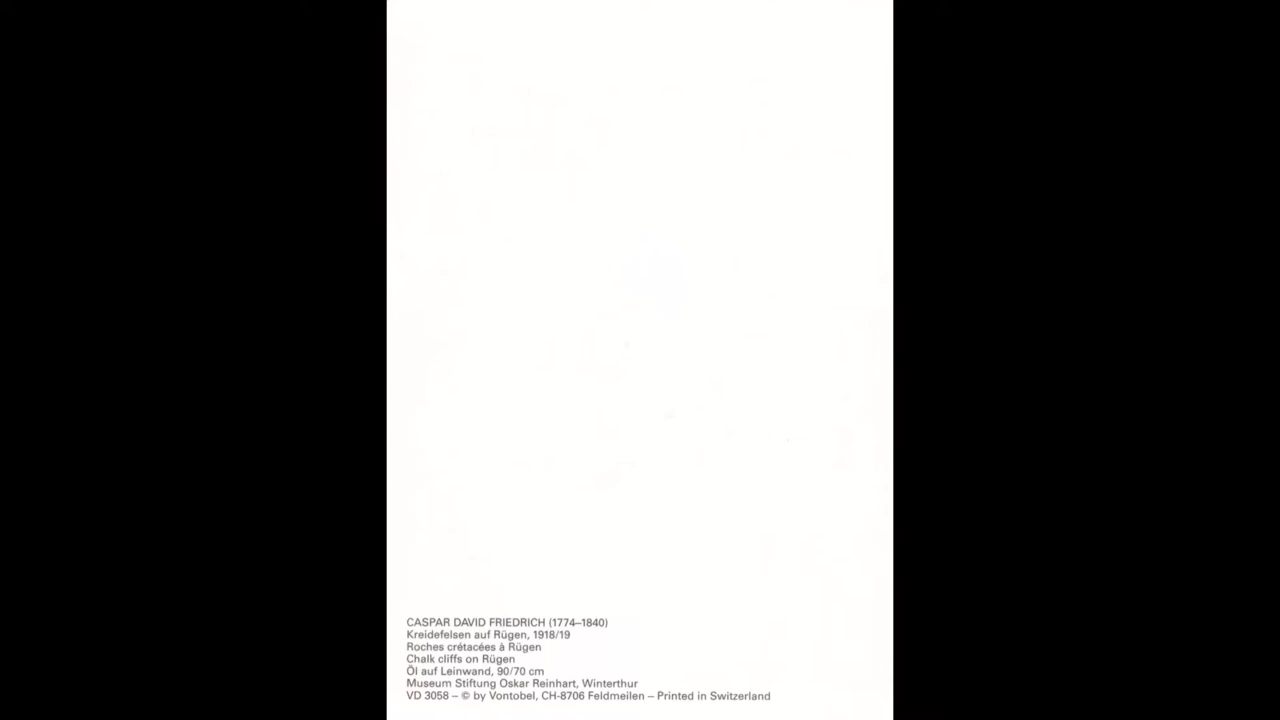 CASPAR DAVID FRIEDRICH (1774–1840)
Kreidefelsen auf Rügen, 1918/19
Roches crétacées à Rügen
Chalk cliffs on Rügen
Öl auf Leinwand, 90/70 cm
Museum Stiftung Oskar Reinhart, Winterthur
VD 3058 – © by Vontobel, CH-8706 Feldmeilen – Printed in Switzerland